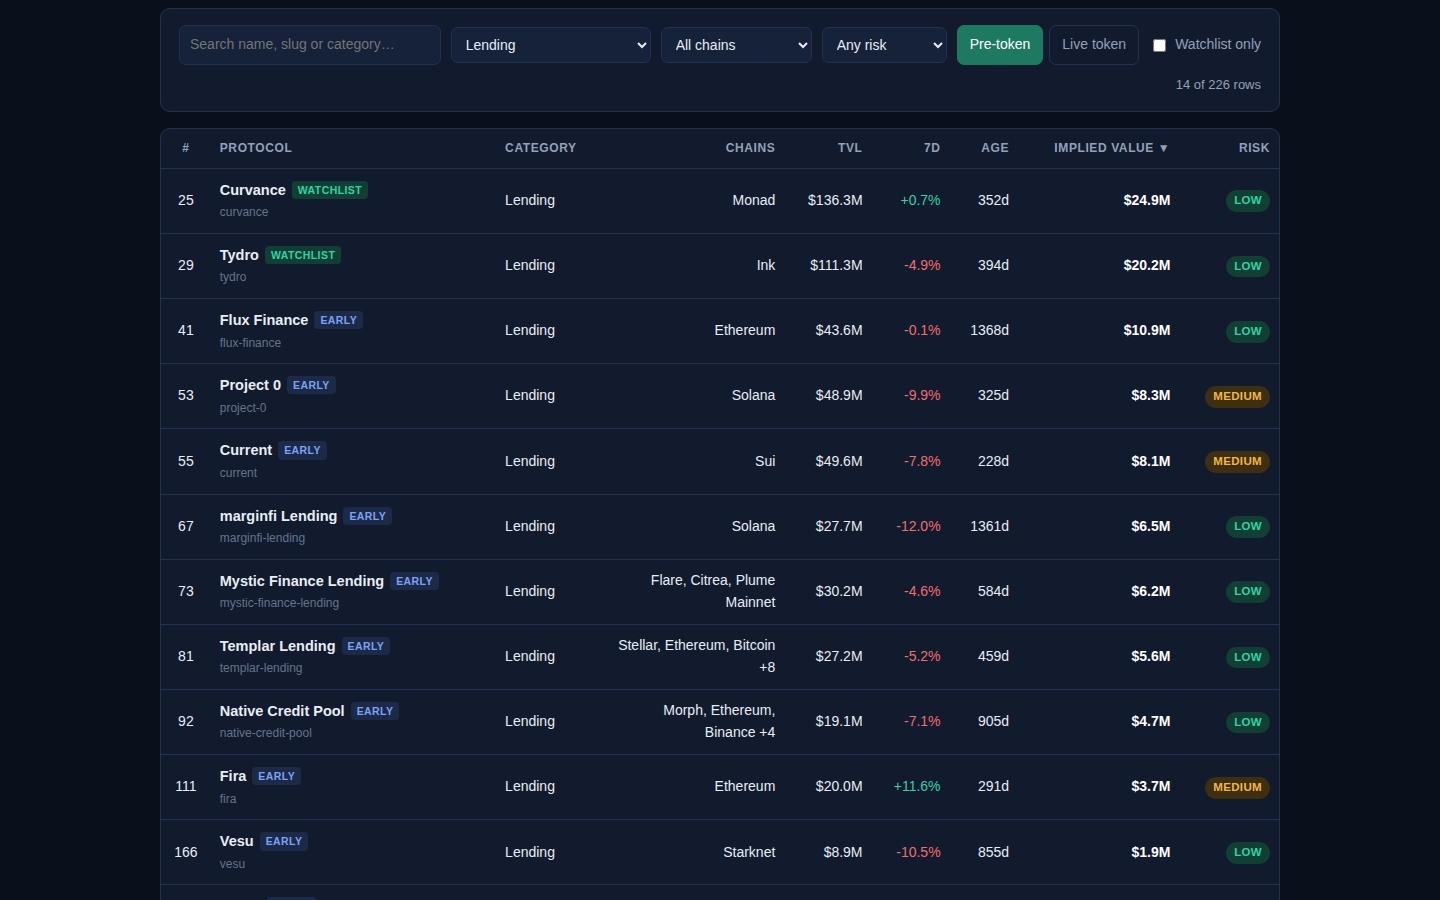 Search name, slug or category… Lending All chains Any risk Pre-token Live token Watchlist only
14 of 226 rows
# PROTOCOL CATEGORY CHAINS TVL 7D AGE IMPLIED VALUE ▼ RISK
25 Curvance WATCHLIST Lending Monad $136.3M +0.7% 352d $24.9M LOW
curvance
29 Tydro WATCHLIST Lending Ink $111.3M -4.9% 394d $20.2M LOW
tydro
41 Flux Finance EARLY Lending Ethereum $43.6M -0.1% 1368d $10.9M LOW
flux-finance
53 Project 0 EARLY Lending Solana $48.9M -9.9% 325d $8.3M MEDIUM
project-0
55 Current EARLY Lending Sui $49.6M -7.8% 228d $8.1M MEDIUM
current
67 marginfi Lending EARLY Lending Solana $27.7M -12.0% 1361d $6.5M LOW
marginfi-lending
73 Mystic Finance Lending EARLY Lending Flare, Citrea, Plume Mainnet $30.2M -4.6% 584d $6.2M LOW
mystic-finance-lending
81 Templar Lending EARLY Lending Stellar, Ethereum, Bitcoin +8 $27.2M -5.2% 459d $5.6M LOW
templar-lending
92 Native Credit Pool EARLY Lending Morph, Ethereum, Binance +4 $19.1M -7.1% 905d $4.7M LOW
native-credit-pool
111 Fira EARLY Lending Ethereum $20.0M +11.6% 291d $3.7M MEDIUM
fira
166 Vesu EARLY Lending Starknet $8.9M -10.5% 855d $1.9M LOW
vesu